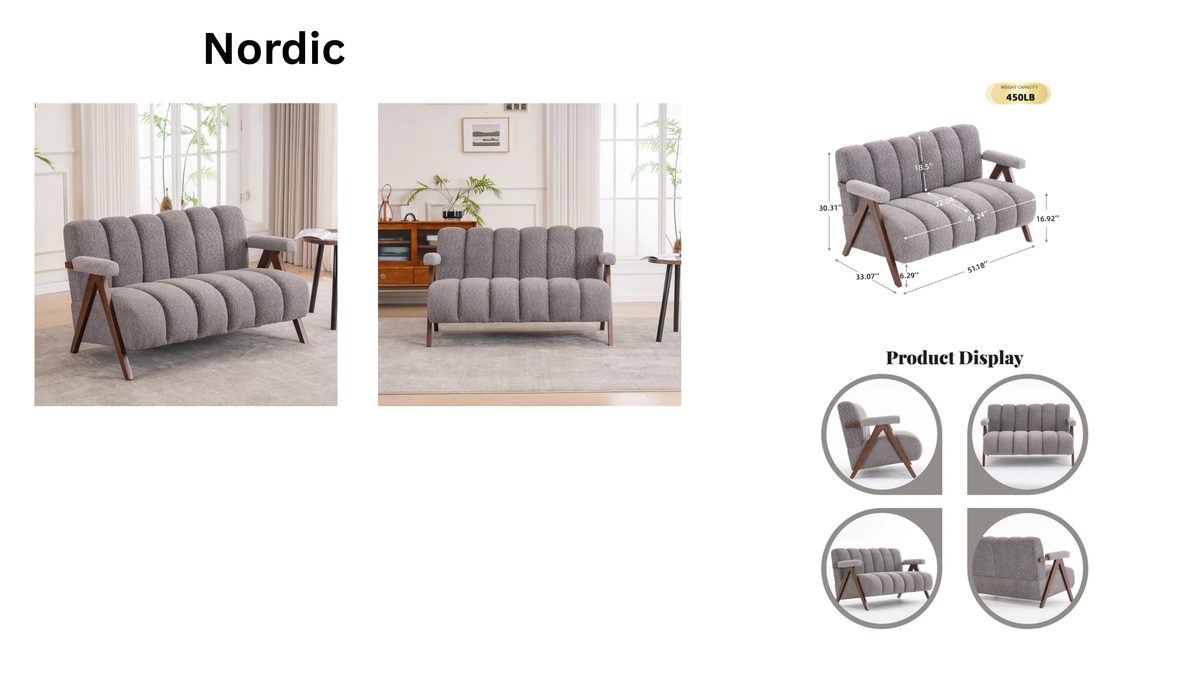 Nordic
WEIGHT CAPACITY
450LB
18.5''
22.04''
47.24''
30.31''
16.92''
33.07''
6.29''
51.18''
Product Display